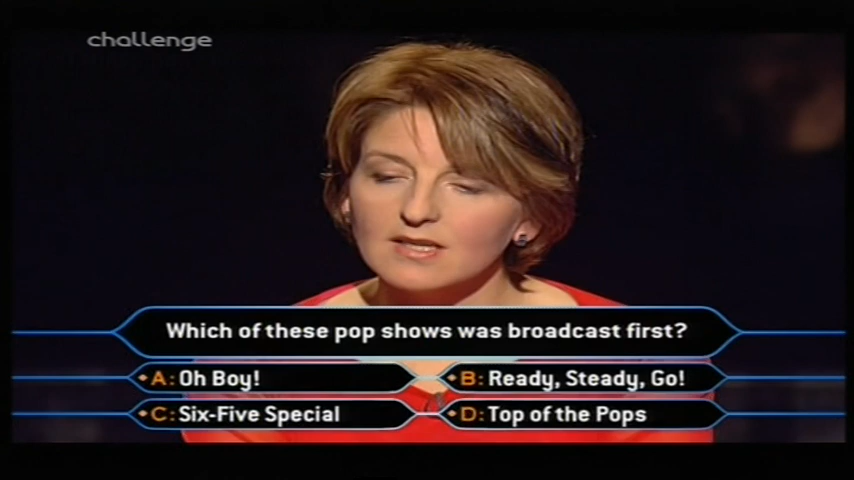 challenge
Which of these pop shows was broadcast first?
A: Oh Boy!
B: Ready, Steady, Go!
C: Six-Five Special
D: Top of the Pops